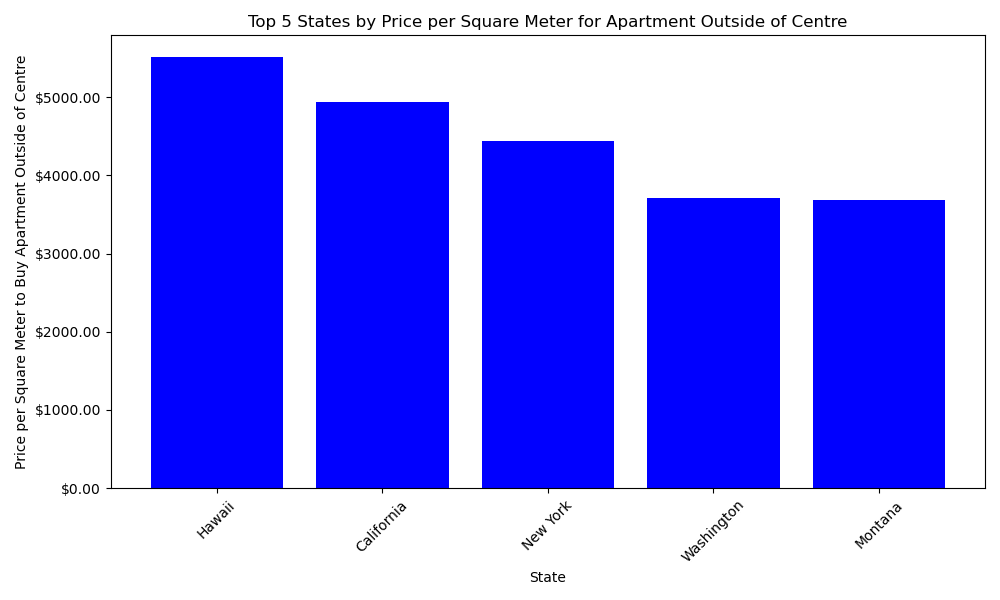 Top 5 States by Price per Square Meter for Apartment Outside of Centre
Price per Square Meter to Buy Apartment Outside of Centre
$5000.00
$4000.00
$3000.00
$2000.00
$1000.00
$0.00
Hawaii
California
New York
Washington
Montana
State